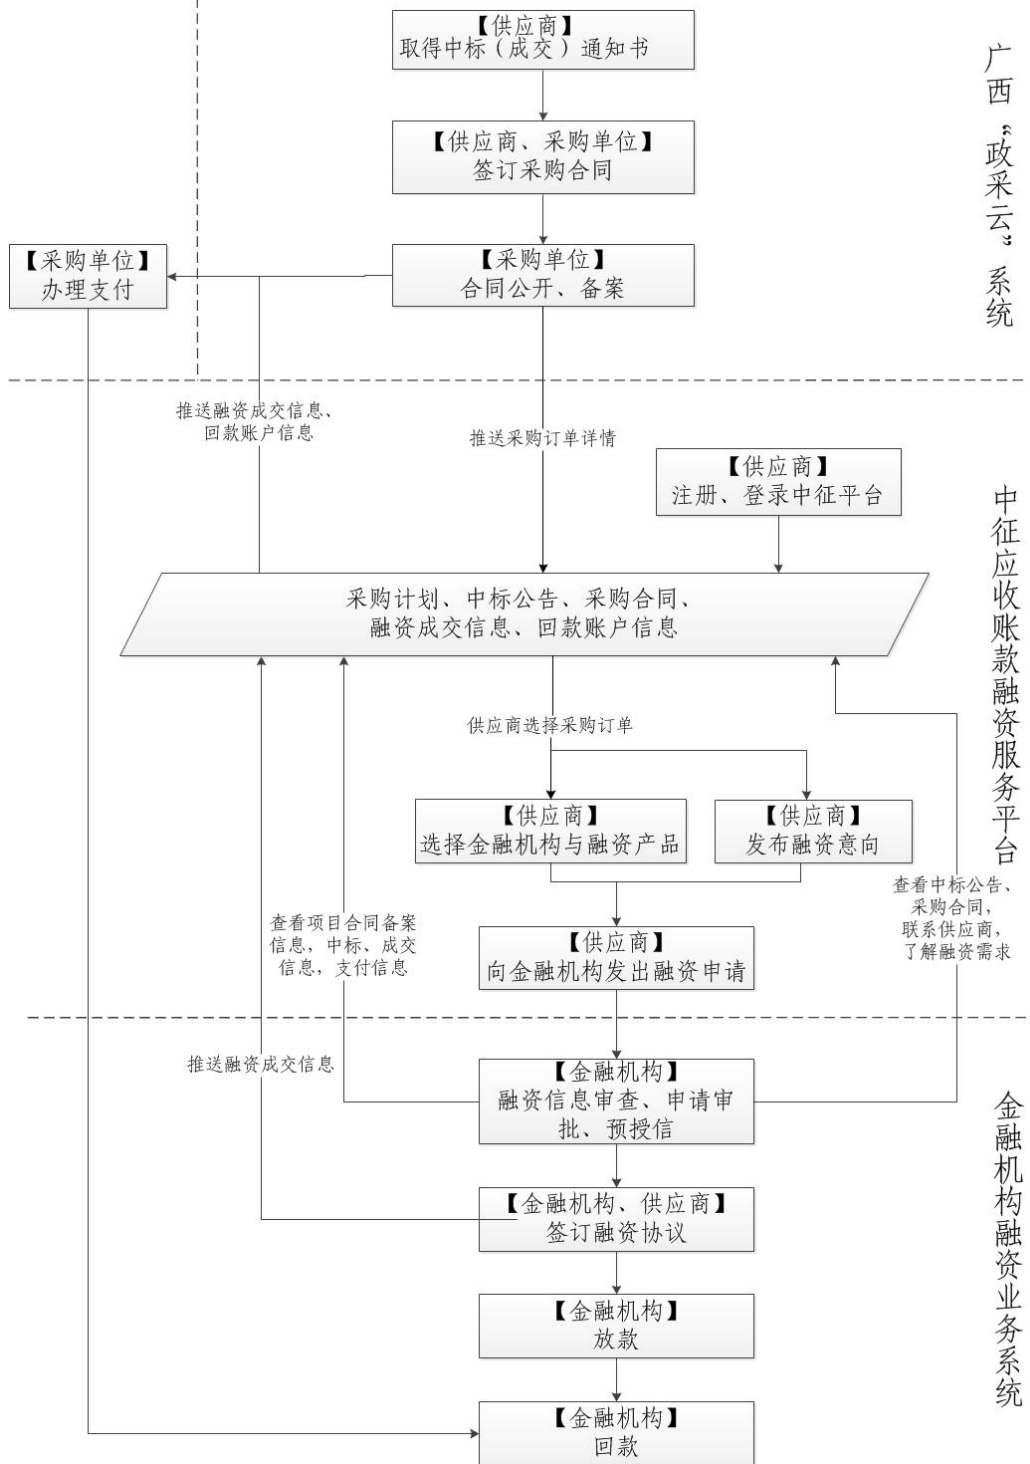 【供应商】
取得中标（成交）通知书
【供应商、采购单位】
签订采购合同
【采购单位】
合同公开、备案
【采购单位】
办理支付
广西“政采云”系统
推送融资成交信息、
回款账户信息
推送采购订单详情
【供应商】
注册、登录中征平台
采购计划、中标公告、采购合同、
融资成交信息、回款账户信息
中征应收账款融资服务平台
供应商选择采购订单
【供应商】
选择金融机构与融资产品
【供应商】
发布融资意向
查看中标公告、
采购合同，
联系供应商，
了解融资需求
查看项目合同备案
信息，中标、成交
信息，支付信息
【供应商】
向金融机构发出融资申请
推送融资成交信息
【金融机构】
融资信息审查、申请审
批、预授信
【金融机构、供应商】
签订融资协议
【金融机构】
放款
【金融机构】
回款
金融机构融资业务系统